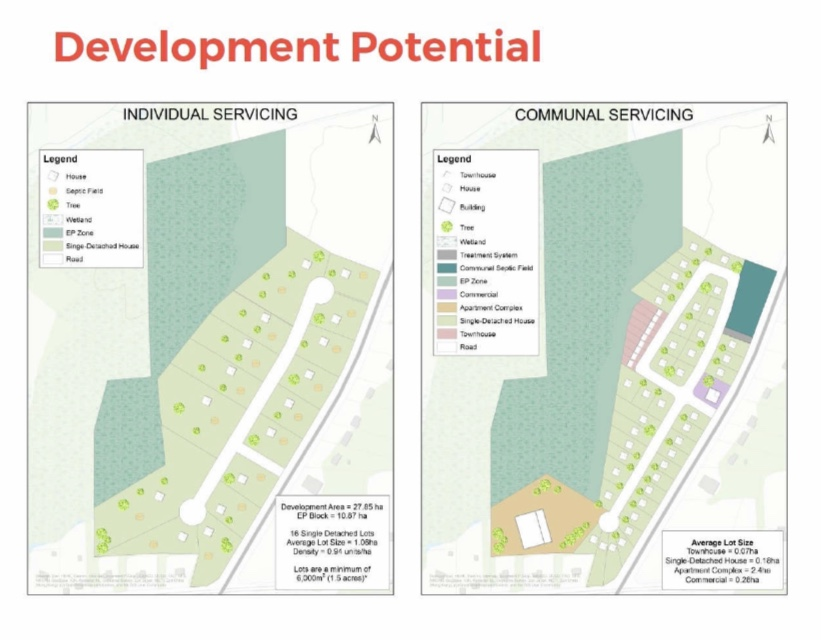 Development Potential
INDIVIDUAL SERVICING
N
Legend
House
Septic Field
Tree
Wetland
EP Zone
Singe-Detached House
Road
Development Area = 27.85 ha
EP Block = 10.87 ha
16 Single Detached Lots
Average Lot Size = 1.06ha
Density = 0.94 units/ha
Lots are a minimum of
6,000m² (1.5 acres)*
COMMUNAL SERVICING
N
Legend
Townhouse
House
Building
Tree
Wetland
Treatment System
Communal Septic Field
EP Zone
Commercial
Apartment Complex
Single-Detached House
Townhouse
Road
Average Lot Size
Townhouse = 0.07ha
Single-Detached House = 0.18ha
Apartment Complex = 2.4ha
Commercial = 0.28ha